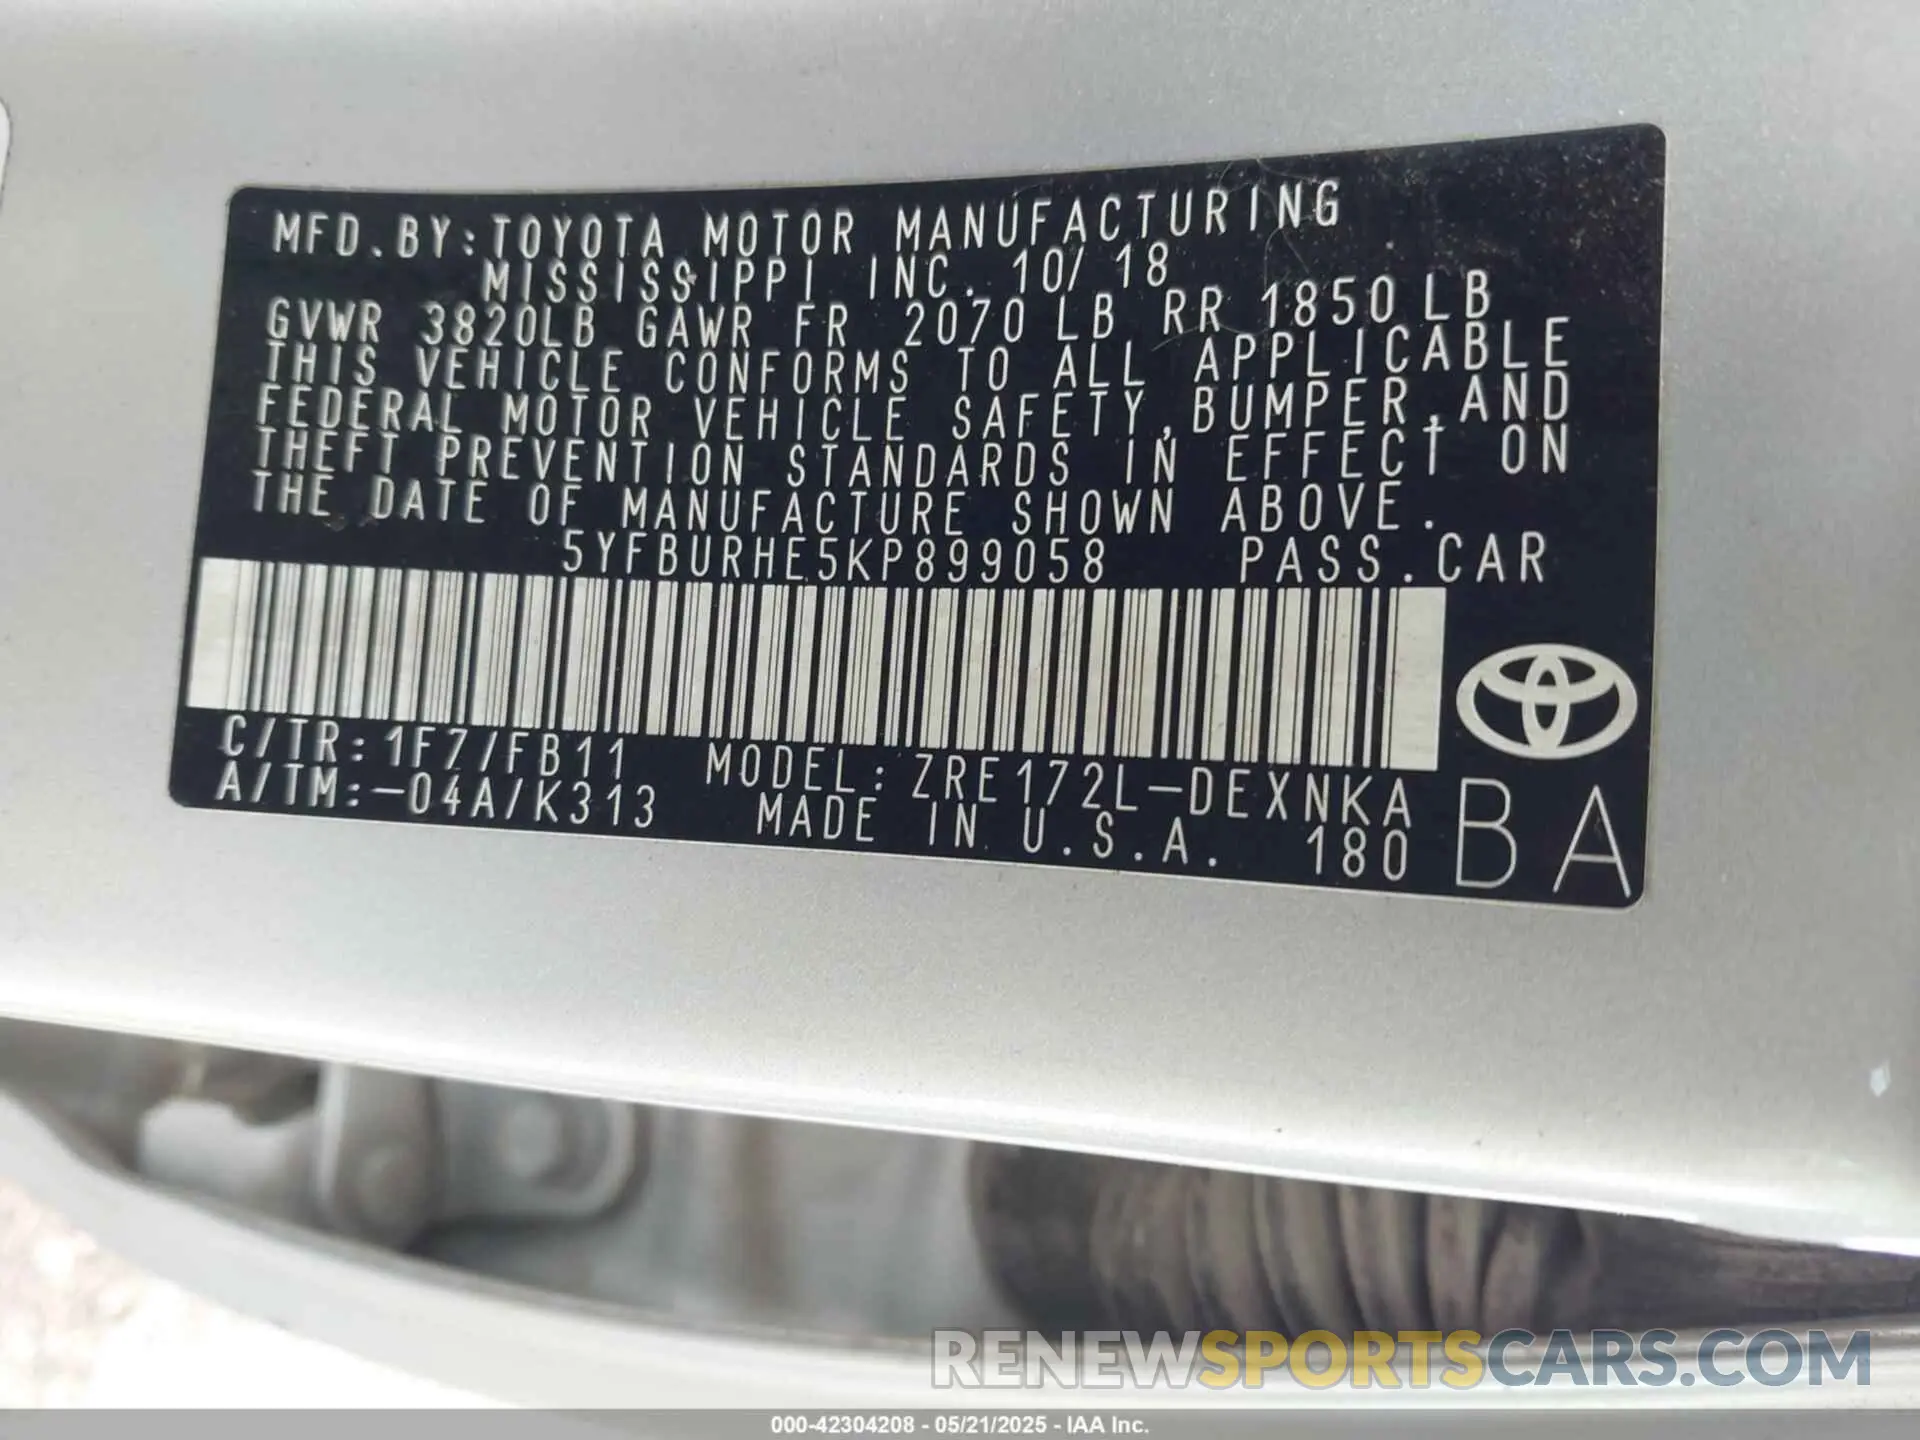 MFD.BY:TOYOTA MOTOR MANUFACTURING
MISSISSIPPI INC. 10/18
GVWR 3820LB GAWR FR 2070LB RR 1850LB
THIS VEHICLE CONFORMS TO ALL APPLICABLE
FEDERAL MOTOR VEHICLE SAFETY,BUMPER,AND
THEFT PREVENTION STANDARDS IN EFFECT ON
THE DATE OF MANUFACTURE SHOWN ABOVE.
5YFBURHE5KP899058 PASS.CAR
C/TR:1F7/FB11 MODEL:ZRE172L-DEXNKA
A/TM:-04A/K313 MADE IN U.S.A. 180
BA
RENEWSPORTSCARS.COM
000-42304208 - 05/21/2025 - IAA Inc.